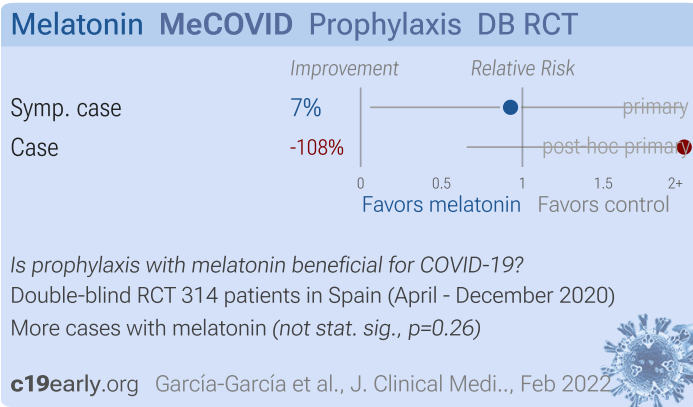 Melatonin MeCOVID Prophylaxis DB RCT
Improvement Relative Risk
Symp. case 7% primary
Case -108% post-hoc primary
0 0.5 1 1.5 2+
Favors melatonin Favors control
Is prophylaxis with melatonin beneficial for COVID-19?
Double-blind RCT 314 patients in Spain (April - December 2020)
More cases with melatonin (not stat. sig., p=0.26)
c19early.org García-García et al., J. Clinical Medi.., Feb 2022